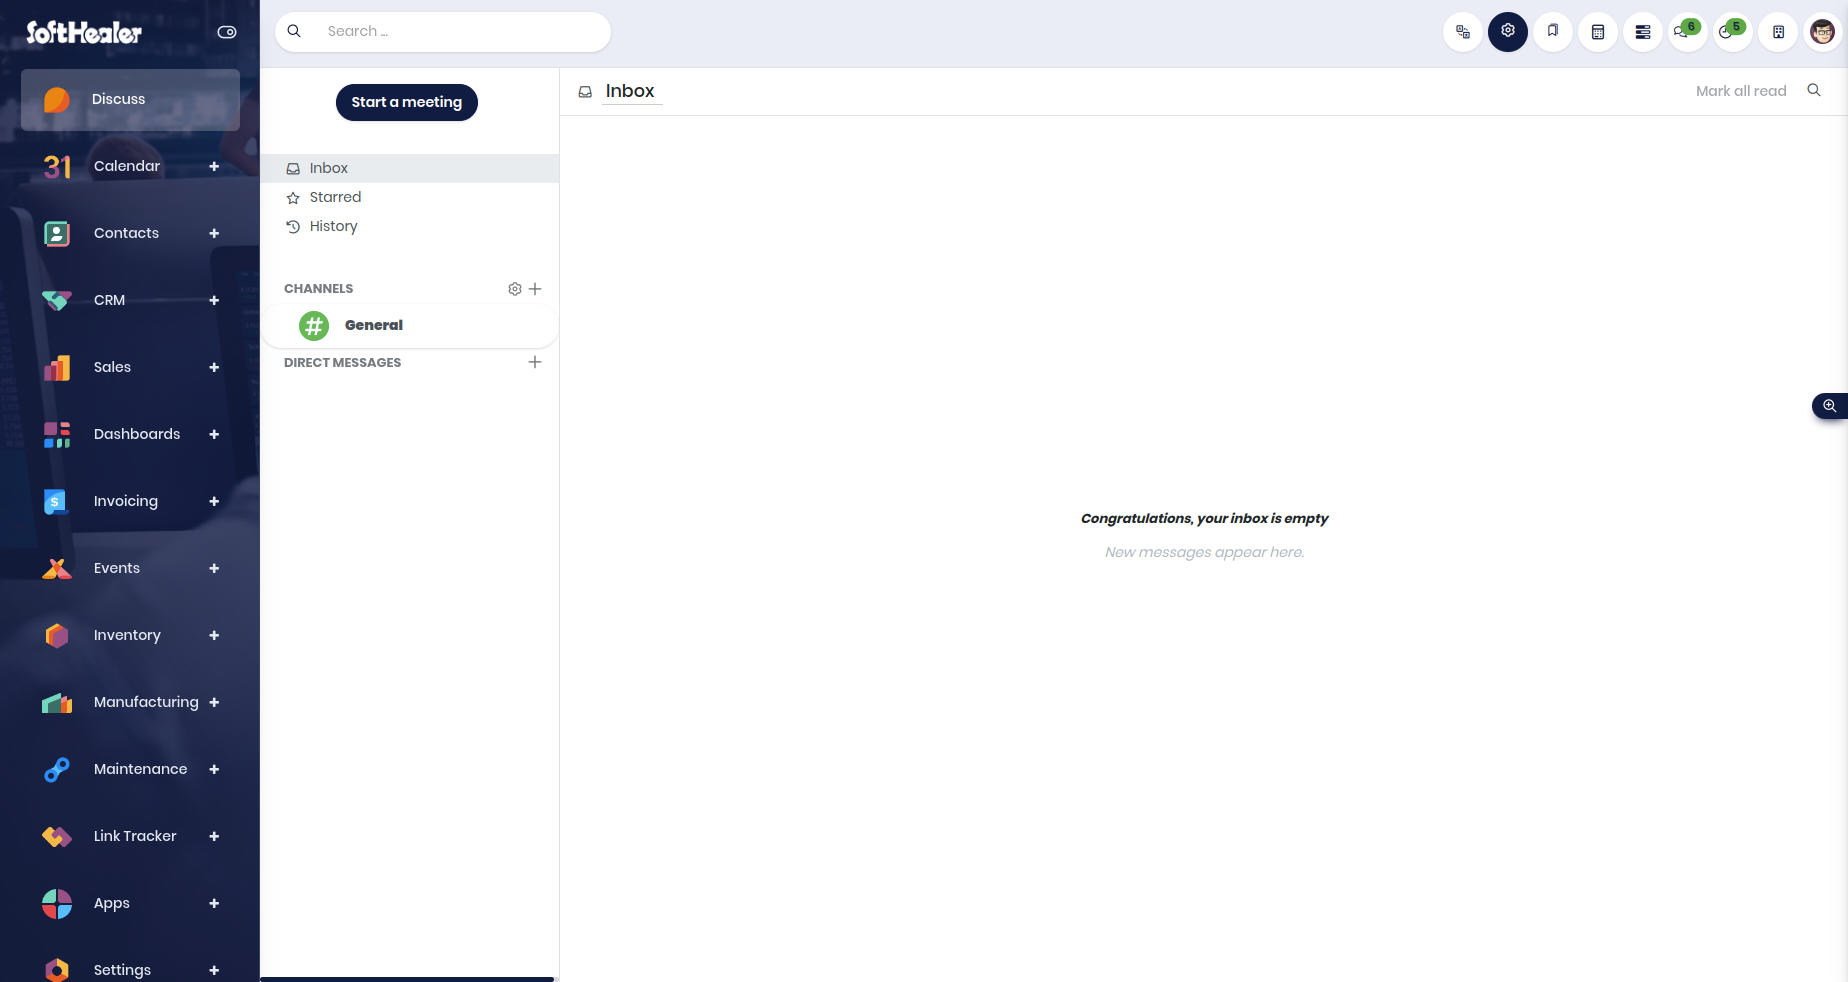 SoftHealer
Search ...
6
5
Discuss
31 Calendar +
Contacts +
CRM +
Sales +
Dashboards +
$ Invoicing +
Events +
Inventory +
Manufacturing +
Maintenance +
Link Tracker +
Apps +
Settings +
Start a meeting
Inbox
Starred
History
CHANNELS
# General
DIRECT MESSAGES
Inbox
Mark all read
Congratulations, your inbox is empty
New messages appear here.